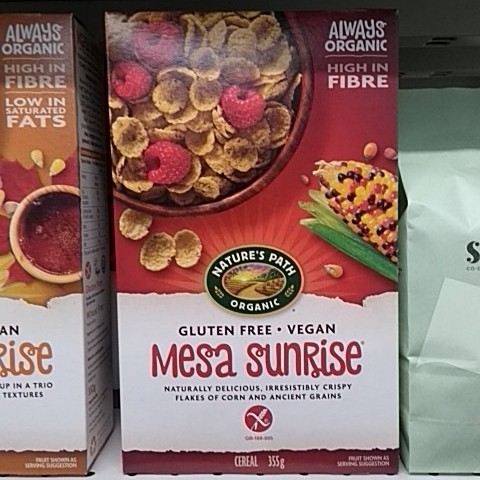 ALWAYS
ORGANIC
HIGH IN
FIBRE
LOW IN
SATURATED
FATS
AN
rise
UP IN A TRIO
TEXTURES
FRUIT SHOWN AS
SERVING SUGGESTION
ALWAYS
ORGANIC
HIGH IN
FIBRE
NATURE'S PATH
ORGANIC
GLUTEN FREE • VEGAN
Mesa Sunrise
NATURALLY DELICIOUS, IRRESISTIBLY CRISPY
FLAKES OF CORN AND ANCIENT GRAINS
CEREAL 355g
FRUIT SHOWN AS
SERVING SUGGESTION
S